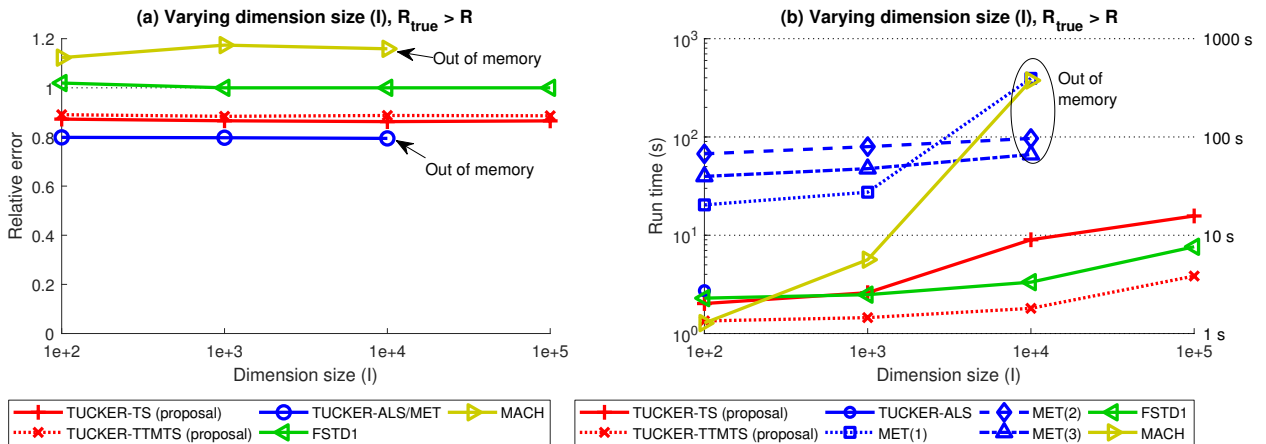 (a) Varying dimension size (I), R_true > R
1.2
1
0.8
0.6
0.4
0.2
0
Relative error
Out of memory
Out of memory
1e+2 1e+3 1e+4 1e+5
Dimension size (I)
TUCKER-TS (proposal) TUCKER-ALS/MET MACH
TUCKER-TTMTS (proposal) FSTD1
(b) Varying dimension size (I), R_true > R
10^3 1000 s
10^2 100 s
10^1 10 s
10^0 1 s
Run time (s)
Out of
memory
1e+2 1e+3 1e+4 1e+5
Dimension size (I)
TUCKER-TS (proposal) TUCKER-ALS MET(2) FSTD1
TUCKER-TTMTS (proposal) MET(1) MET(3) MACH